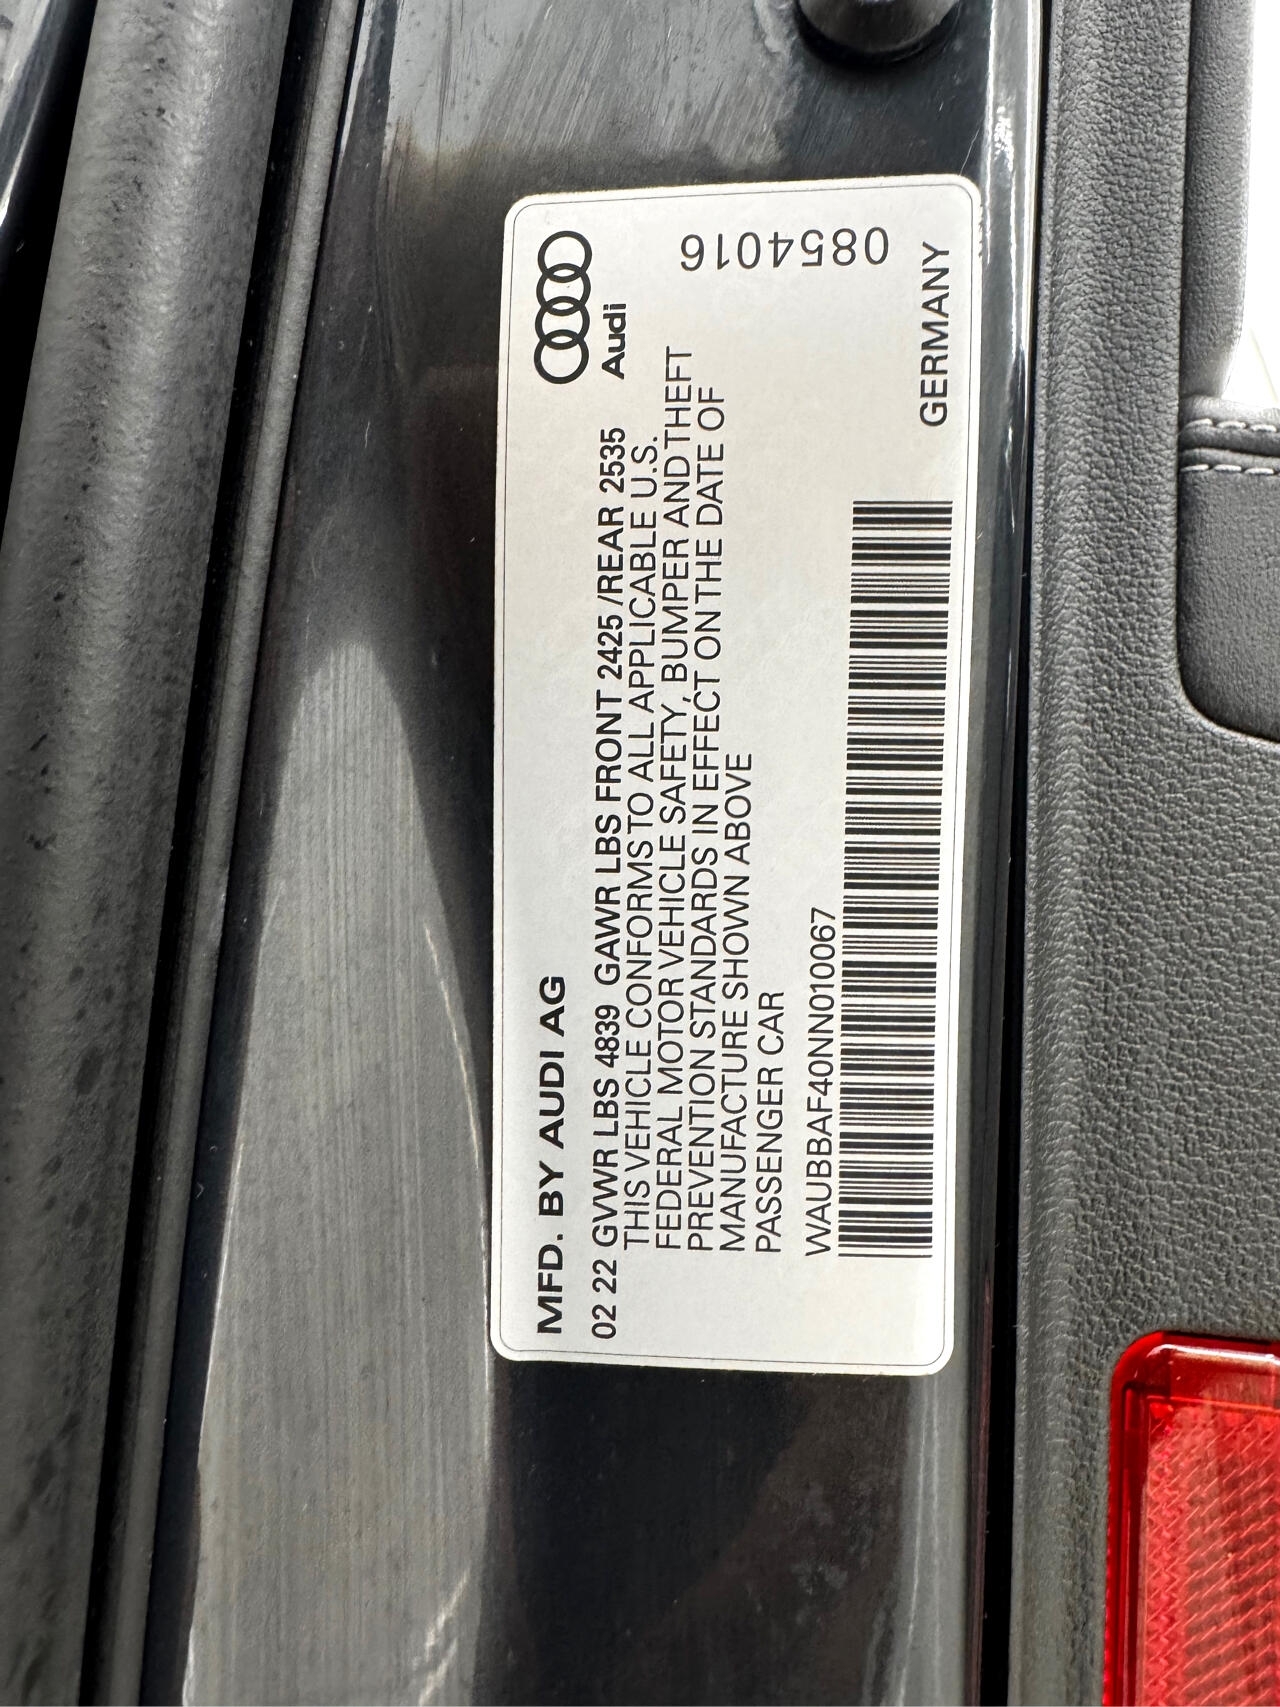 MFD. BY AUDI AG
Audi
02 22 GVWR LBS 4839 GAWR LBS FRONT 2425 /REAR 2535
THIS VEHICLE CONFORMS TO ALL APPLICABLE U.S.
FEDERAL MOTOR VEHICLE SAFETY, BUMPER AND THEFT
PREVENTION STANDARDS IN EFFECT ON THE DATE OF
MANUFACTURE SHOWN ABOVE
PASSENGER CAR
0854016
WAUBBAF40NN010067
GERMANY